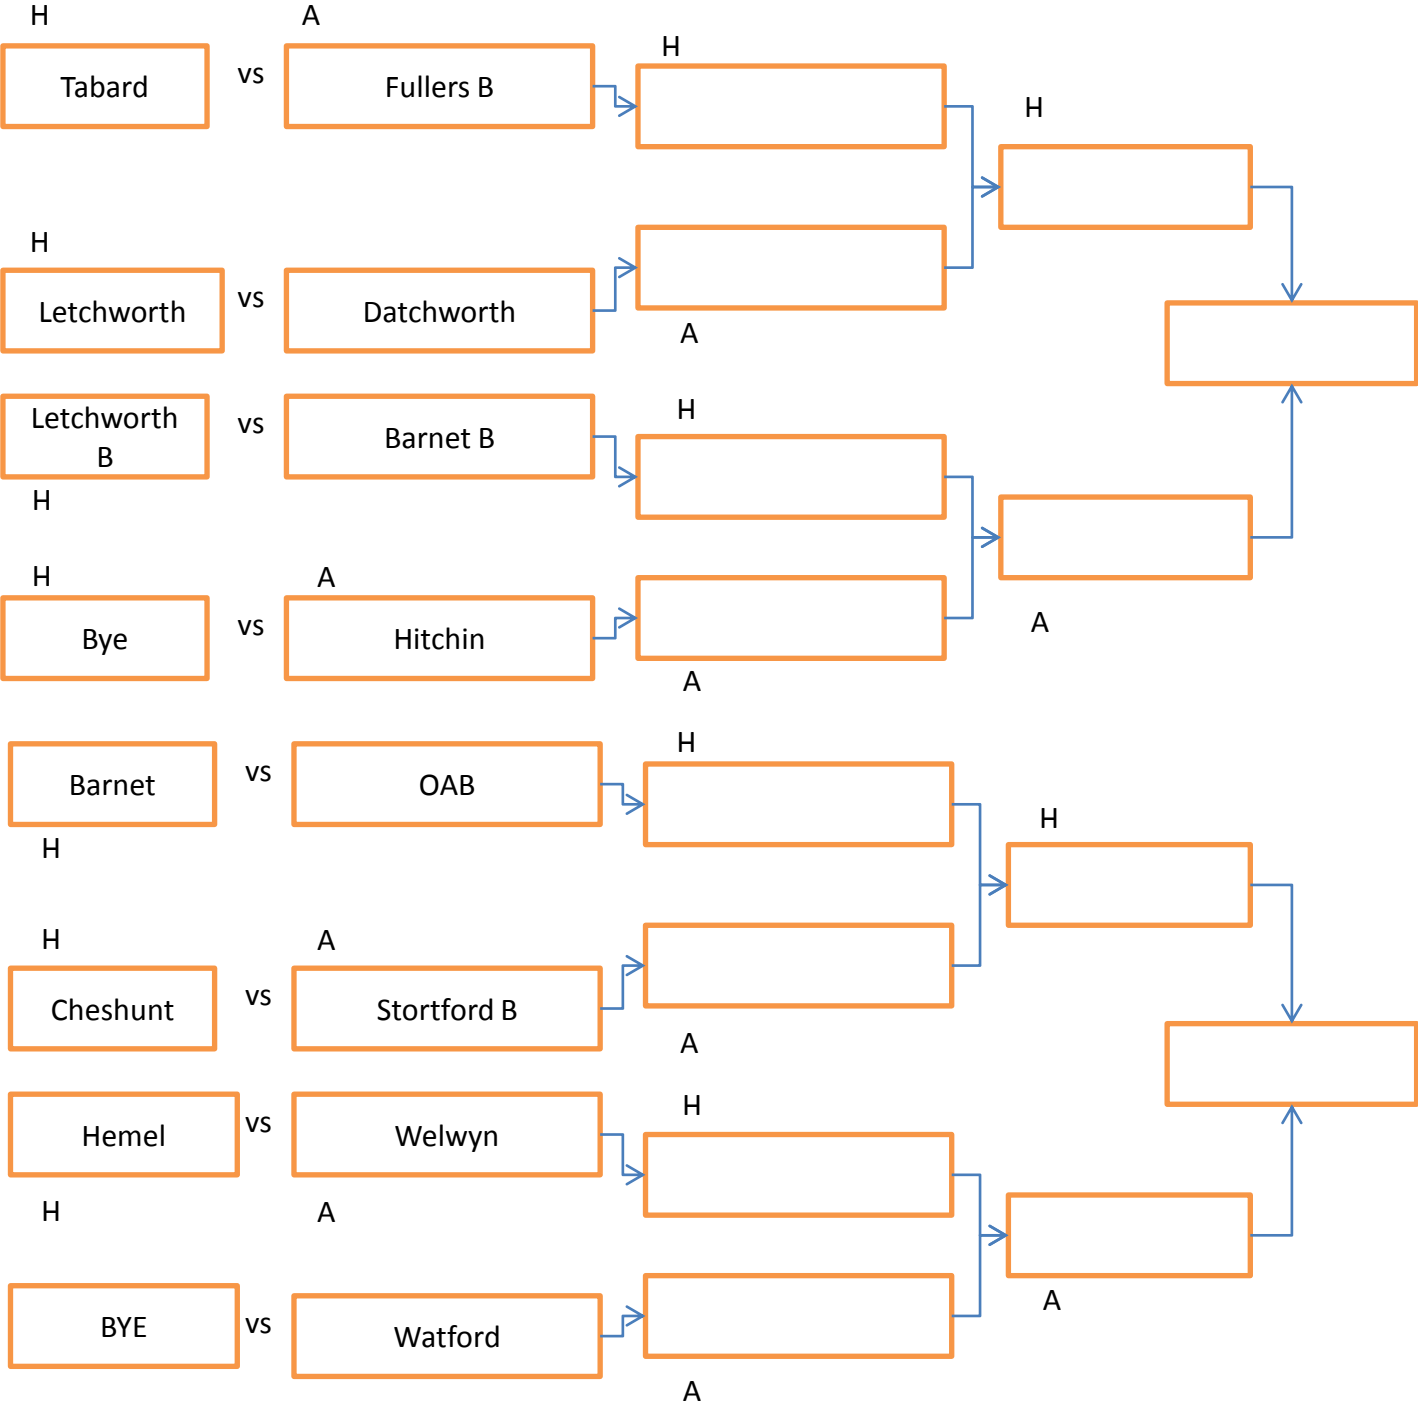 H A
Tabard vs Fullers B
H
H
H
Letchworth vs Datchworth
A
Letchworth
B
vs Barnet B
H
H
H A
Bye vs Hitchin
A
A
H
Barnet vs OAB
H
H
H A
Cheshunt vs Stortford B
A
H
Hemel vs Welwyn
H A
BYE vs Watford
A
A